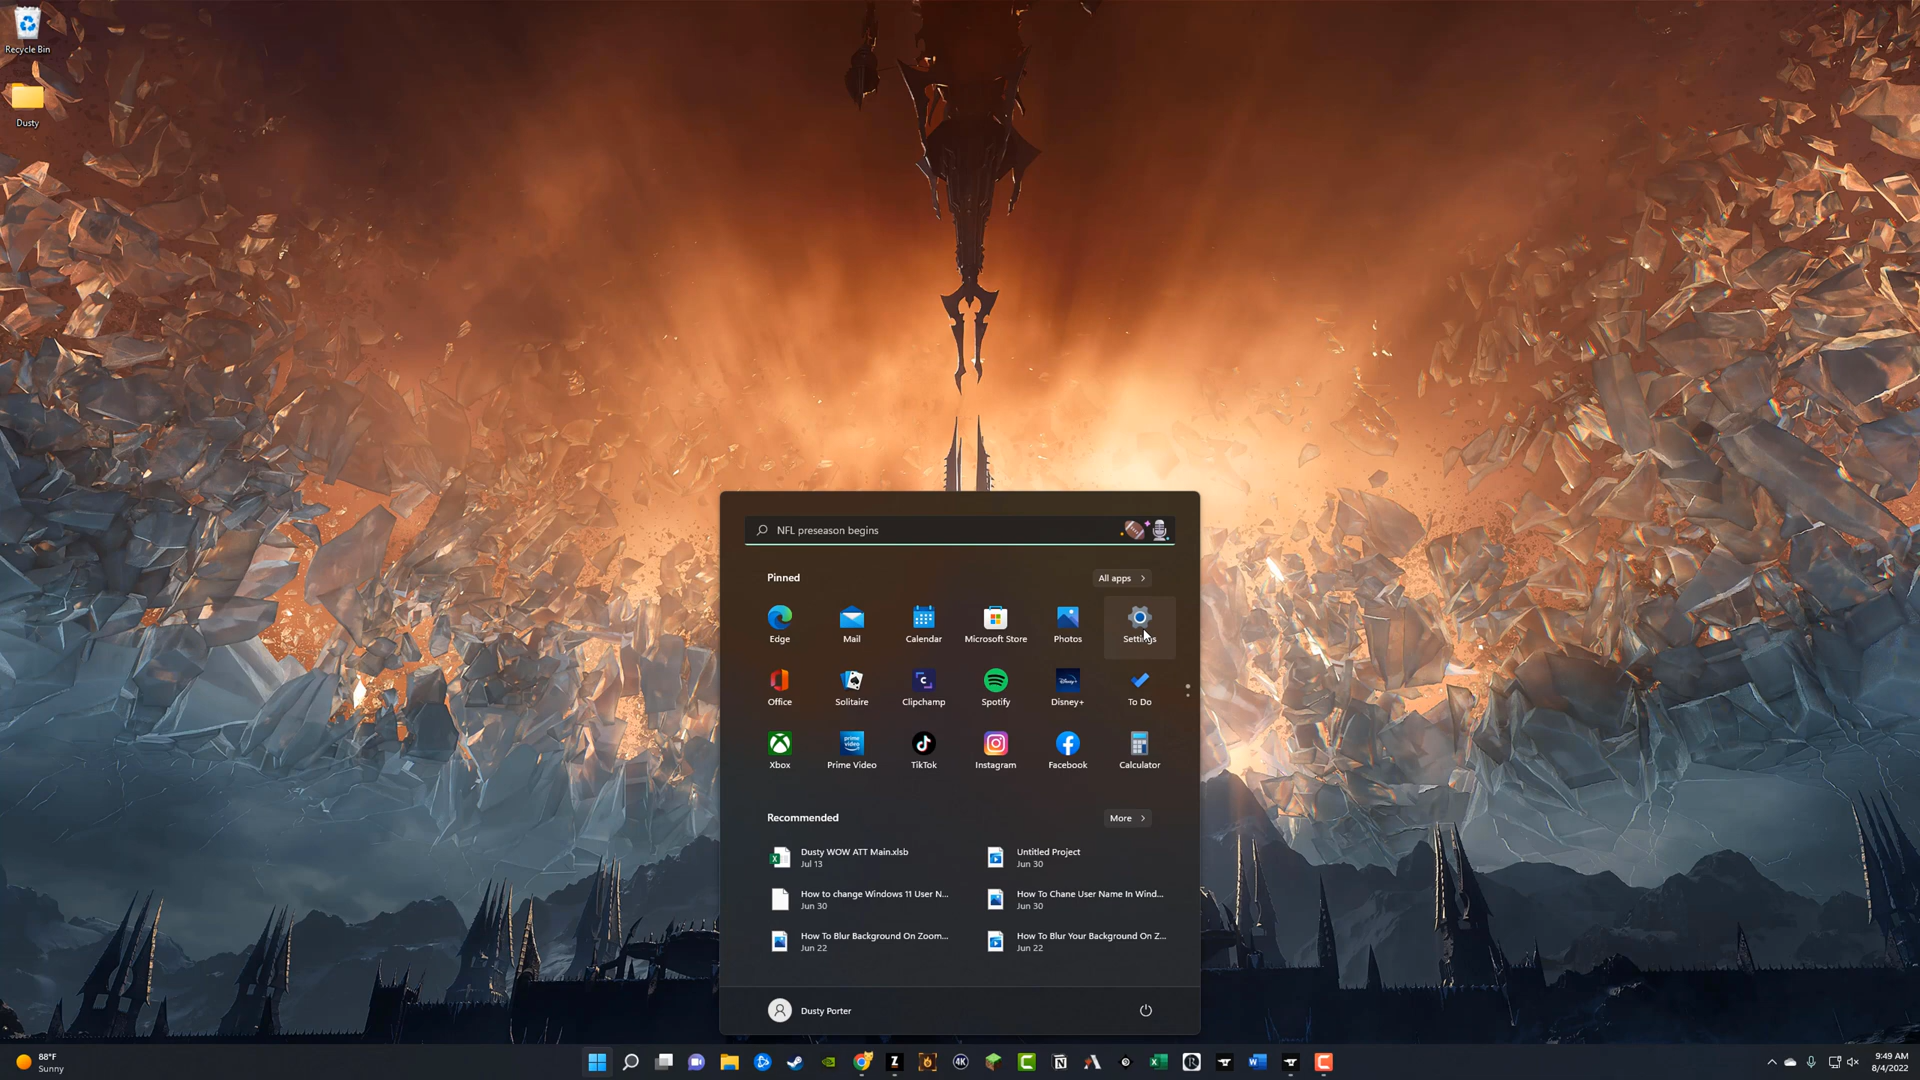 Recycle Bin
Dusty
NFL preseason begins
Pinned
All apps
Edge
Mail
Calendar
Microsoft Store
Photos
Settings
Office
Solitaire
Clipchamp
Spotify
Disney+
To Do
Xbox
Prime Video
TikTok
Instagram
Facebook
Calculator
Recommended
More
Dusty WOW ATT Main.xlsb
Jul 13
Untitled Project
Jun 30
How to change Windows 11 User N...
Jun 30
How To Chane User Name In Wind...
Jun 30
How To Blur Background On Zoom...
Jun 22
How To Blur Your Background On Z...
Jun 22
Dusty Porter
88°F
Sunny
9:49 AM
8/4/2022